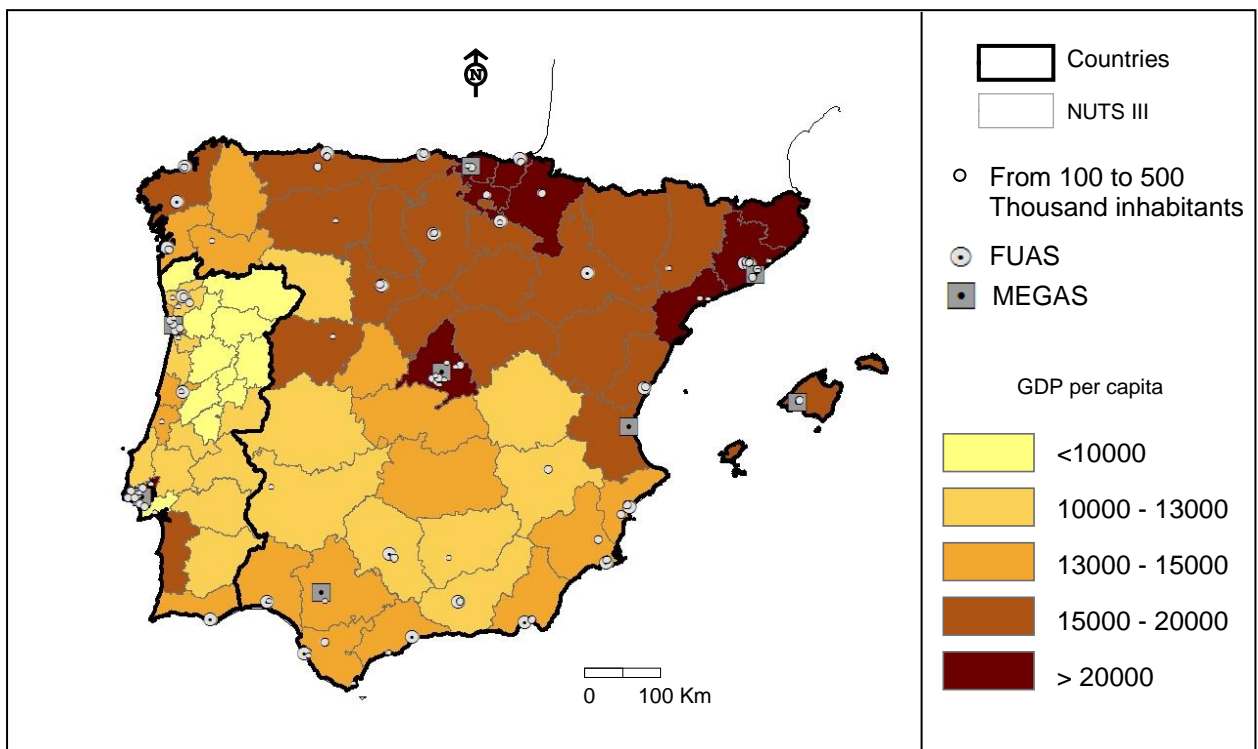 N
0 100 Km
Countries
NUTS III
From 100 to 500
Thousand inhabitants
FUAS
MEGAS
GDP per capita
<10000
10000 - 13000
13000 - 15000
15000 - 20000
> 20000